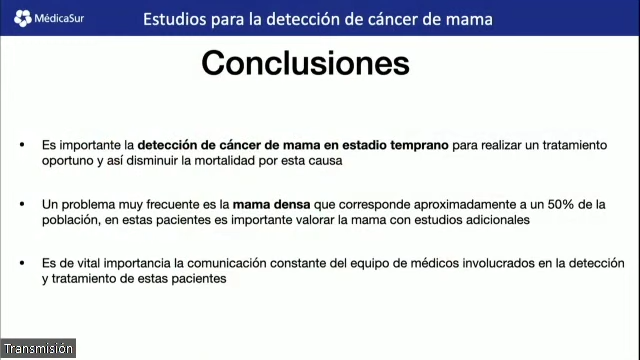 MédicaSur
Estudios para la detección de cáncer de mama
Conclusiones
• Es importante la detección de cáncer de mama en estadio temprano para realizar un tratamiento
oportuno y así disminuir la mortalidad por esta causa
• Un problema muy frecuente es la mama densa que corresponde aproximadamente a un 50% de la
población, en estas pacientes es importante valorar la mama con estudios adicionales
• Es de vital importancia la comunicación constante del equipo de médicos involucrados en la detección
y tratamiento de estas pacientes
Transmisión